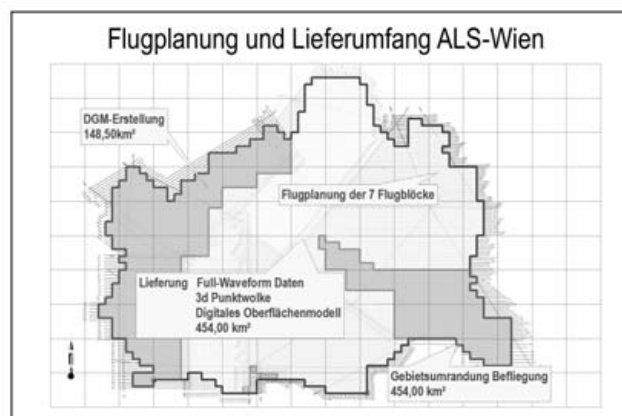 Flugplanung und Lieferumfang ALS-Wien
DGM-Erstellung
148,50km²
Flugplanung der 7 Flugblöcke
Lieferung Full-Waveform Daten
3d Punktwolke
Digitales Oberflächenmodell
454,00 km²
Gebietsumrandung Befliegung
454,00 km²